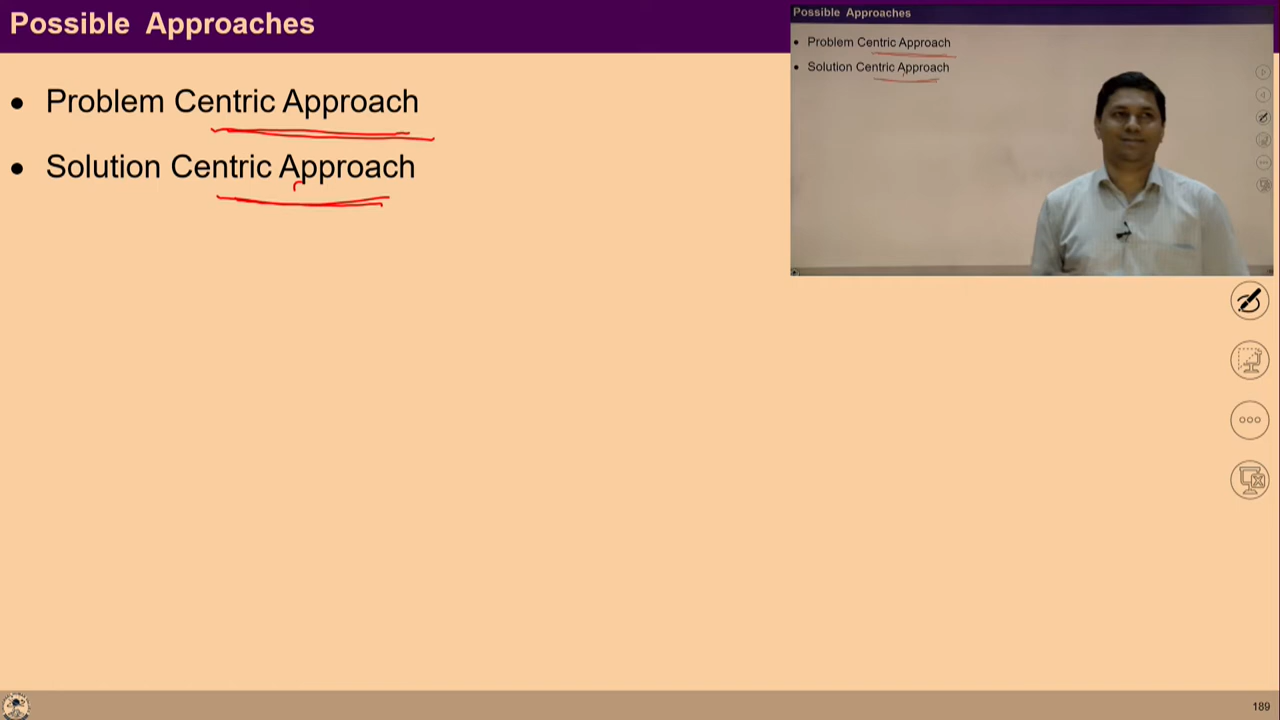 Possible Approaches
• Problem Centric Approach
• Solution Centric Approach
Possible Approaches
• Problem Centric Approach
• Solution Centric Approach
189